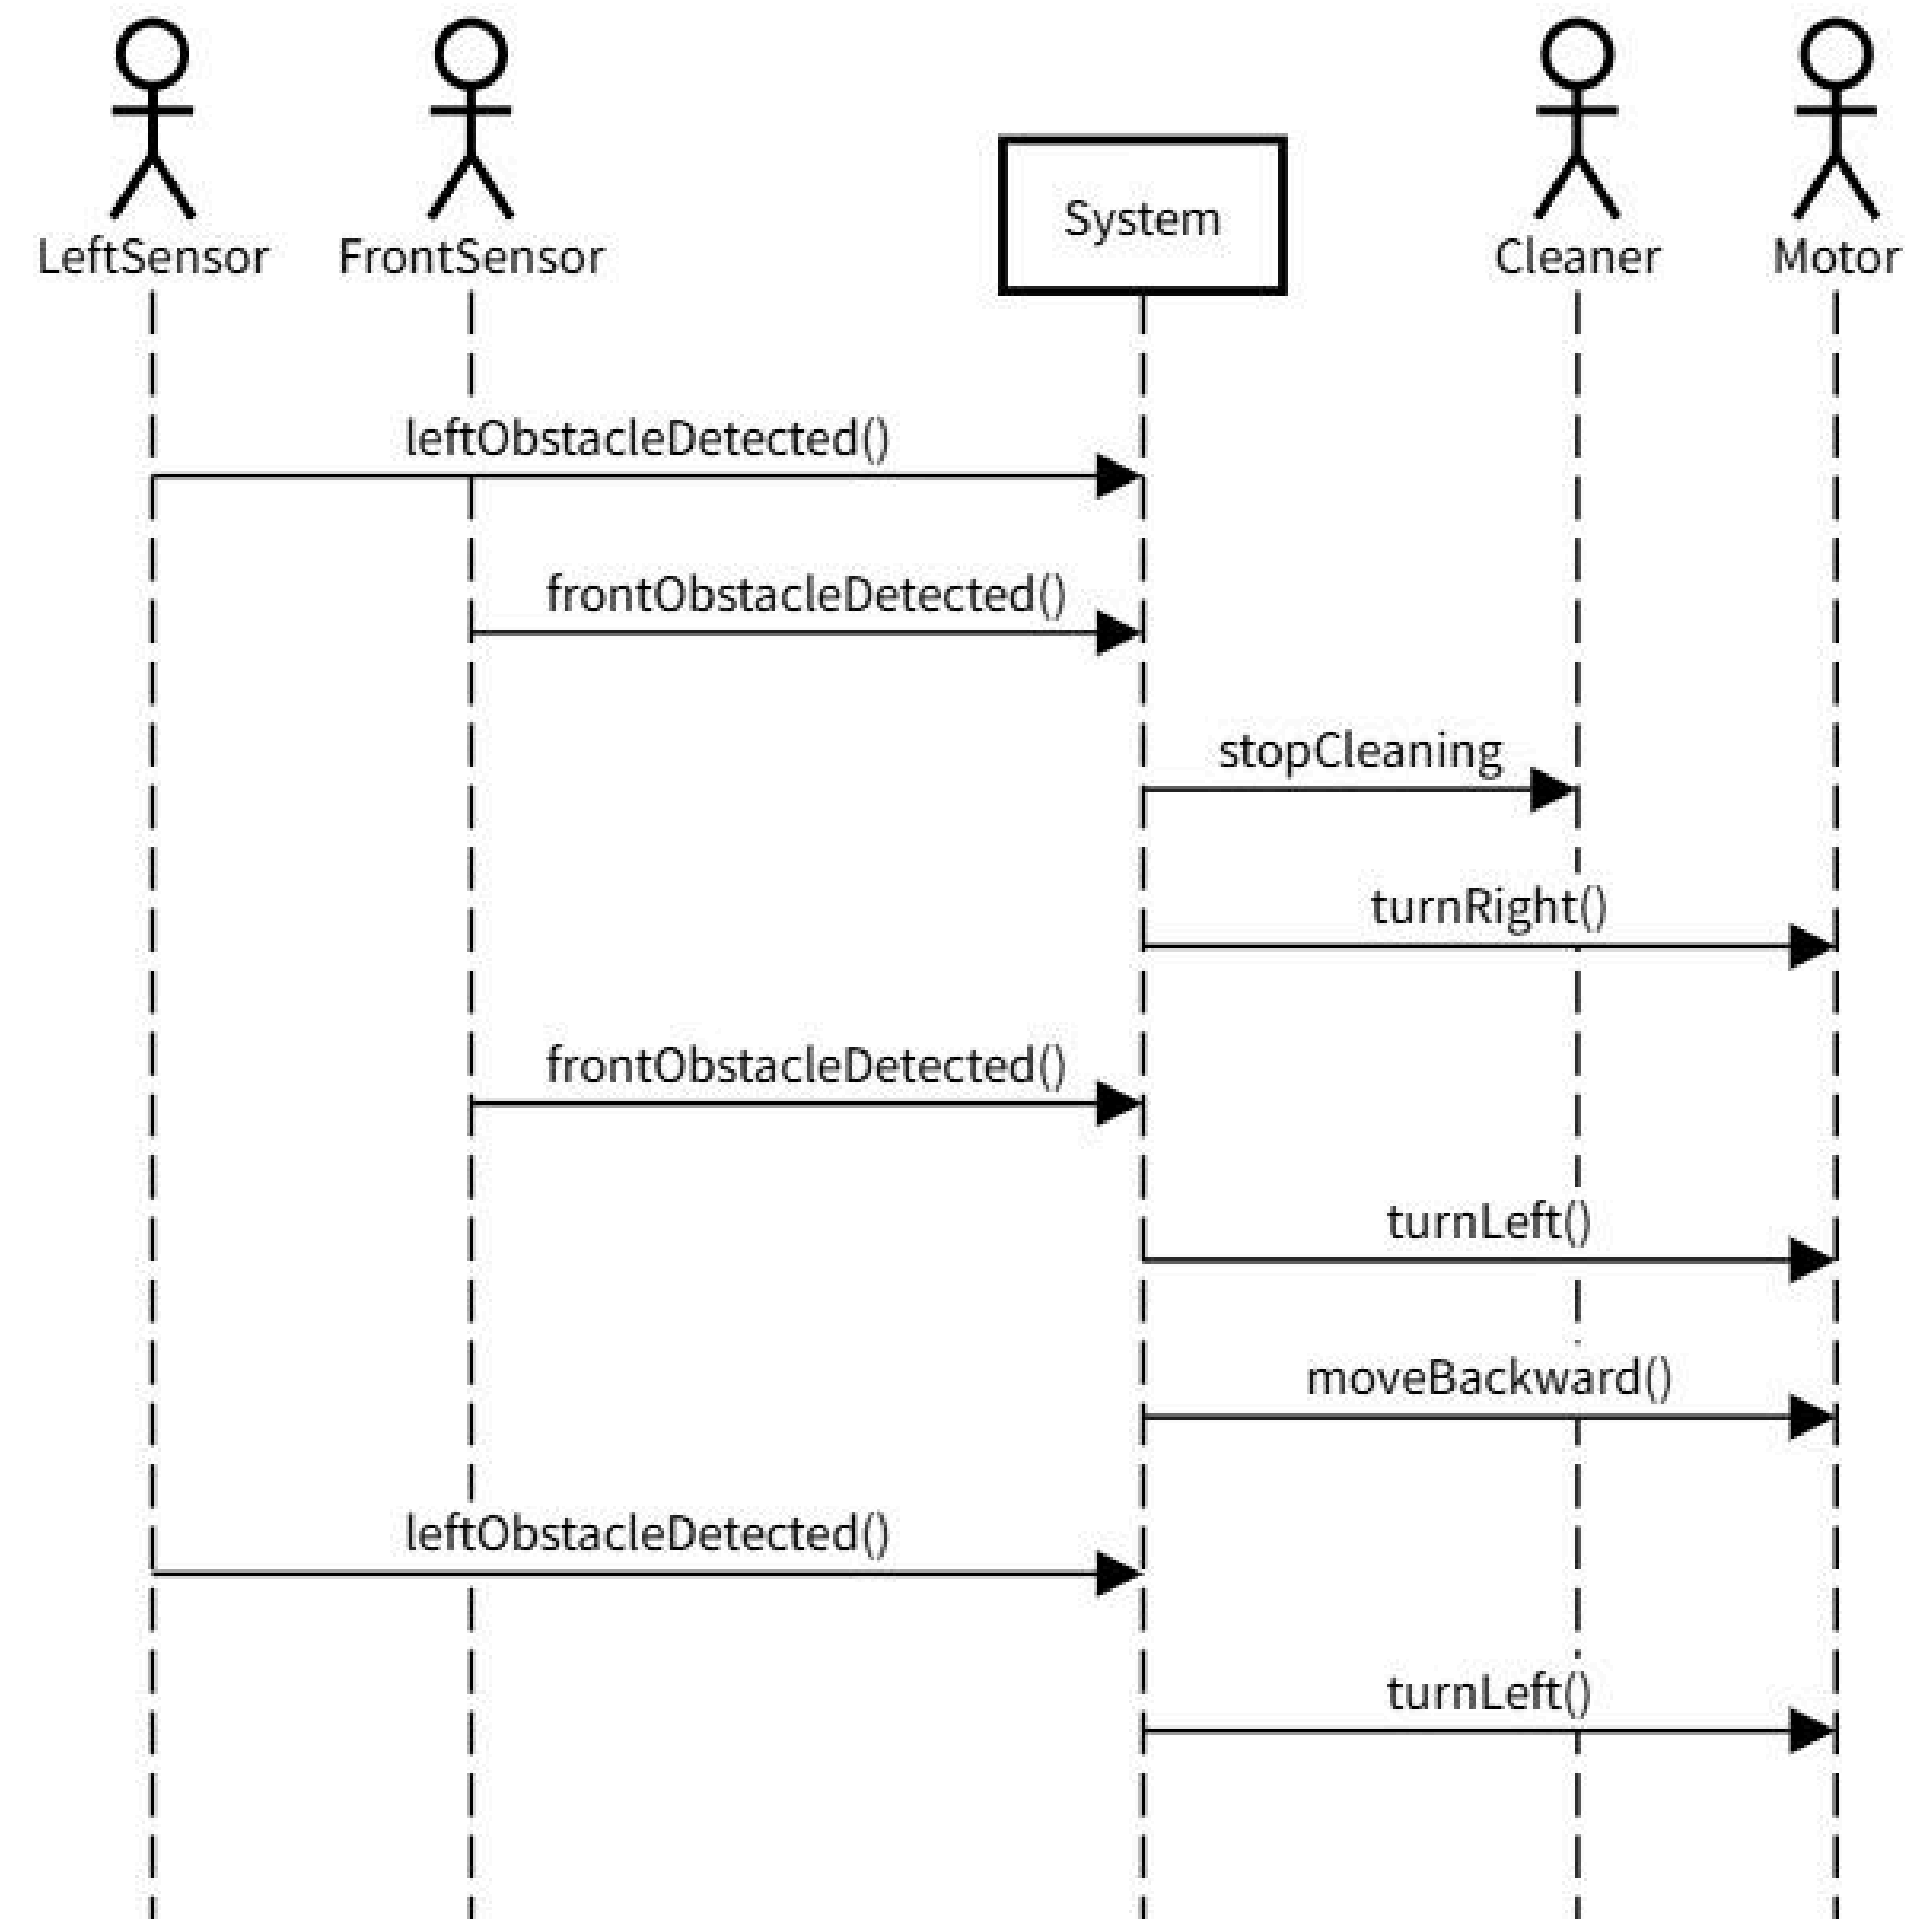 LeftSensor
FrontSensor
System
Cleaner
Motor
leftObstacleDetected()
frontObstacleDetected()
stopCleaning
turnRight()
frontObstacleDetected()
turnLeft()
moveBackward()
leftObstacleDetected()
turnLeft()